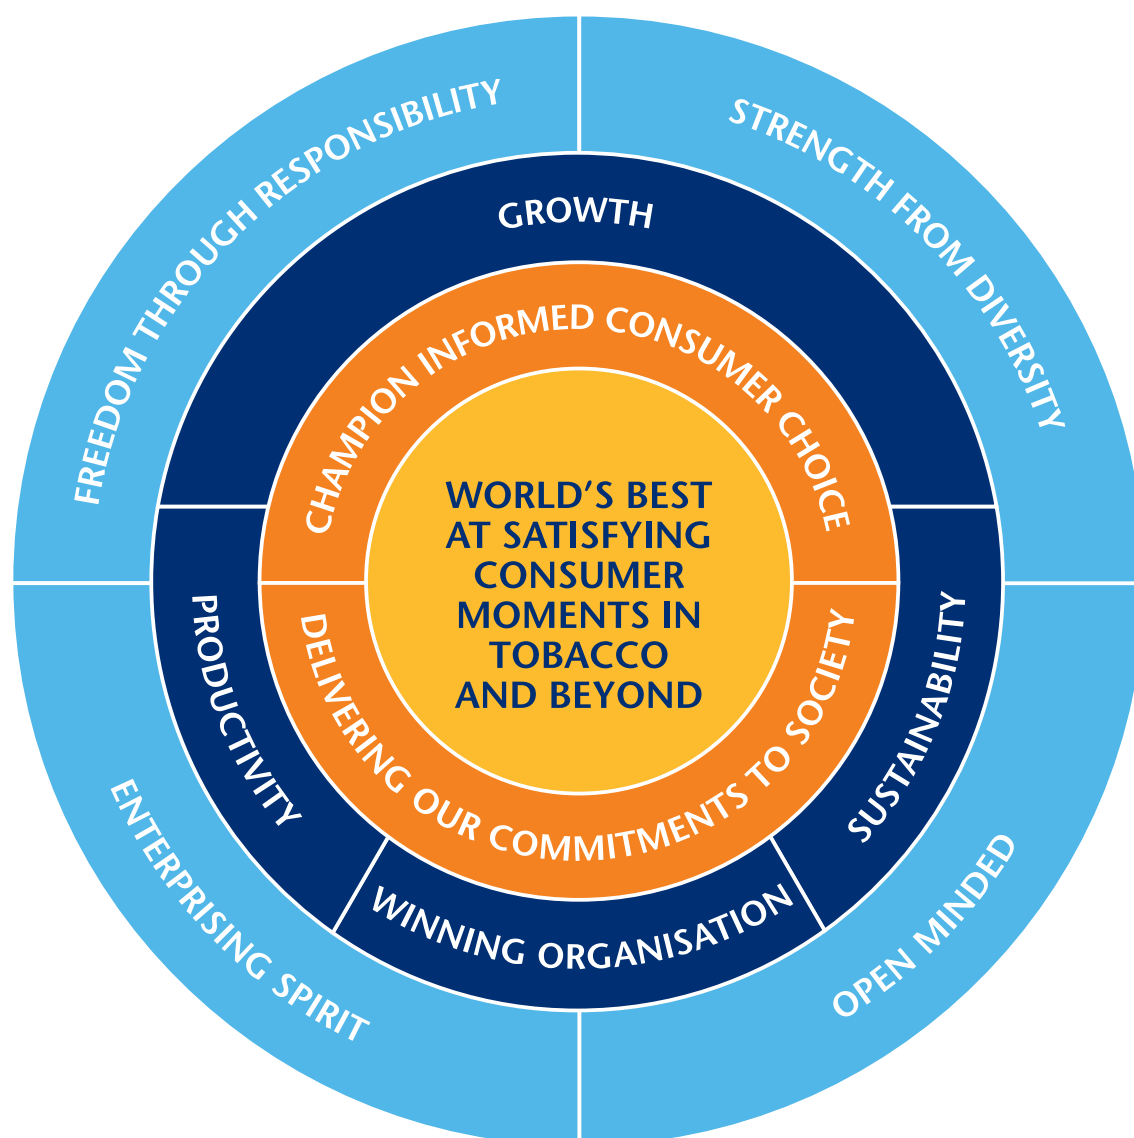 FREEDOM THROUGH RESPONSIBILITY
STRENGTH FROM DIVERSITY
GROWTH
CHAMPION INFORMED CONSUMER CHOICE
WORLD'S BEST
AT SATISFYING
CONSUMER
MOMENTS IN
TOBACCO
AND BEYOND
DELIVERING OUR COMMITMENTS TO SOCIETY
PRODUCTIVITY
WINNING ORGANISATION
SUSTAINABILITY
ENTERPRISING SPIRIT
OPEN MINDED